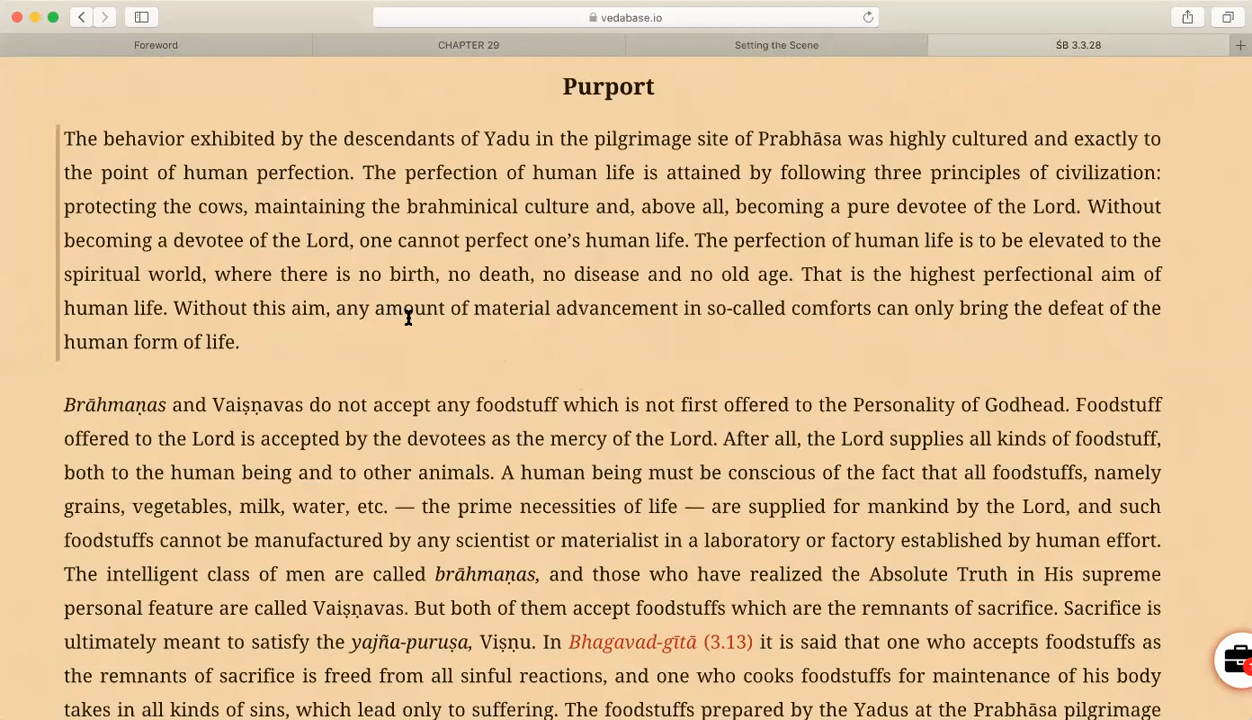 vedabase.io
Foreword
CHAPTER 29
Setting the Scene
ŚB 3.3.28
Purport
The behavior exhibited by the descendants of Yadu in the pilgrimage site of Prabhāsa was highly cultured and exactly to
the point of human perfection. The perfection of human life is attained by following three principles of civilization:
protecting the cows, maintaining the brahminical culture and, above all, becoming a pure devotee of the Lord. Without
becoming a devotee of the Lord, one cannot perfect one’s human life. The perfection of human life is to be elevated to the
spiritual world, where there is no birth, no death, no disease and no old age. That is the highest perfectional aim of
human life. Without this aim, any amount of material advancement in so-called comforts can only bring the defeat of the
human form of life.
Brāhmaṇas and Vaiṣṇavas do not accept any foodstuff which is not first offered to the Personality of Godhead. Foodstuff
offered to the Lord is accepted by the devotees as the mercy of the Lord. After all, the Lord supplies all kinds of foodstuff,
both to the human being and to other animals. A human being must be conscious of the fact that all foodstuffs, namely
grains, vegetables, milk, water, etc. — the prime necessities of life — are supplied for mankind by the Lord, and such
foodstuffs cannot be manufactured by any scientist or materialist in a laboratory or factory established by human effort.
The intelligent class of men are called brāhmaṇas, and those who have realized the Absolute Truth in His supreme
personal feature are called Vaiṣṇavas. But both of them accept foodstuffs which are the remnants of sacrifice. Sacrifice is
ultimately meant to satisfy the yajña-puruṣa, Viṣṇu. In Bhagavad-gītā (3.13) it is said that one who accepts foodstuffs as
the remnants of sacrifice is freed from all sinful reactions, and one who cooks foodstuffs for maintenance of his body
takes in all kinds of sins, which lead only to suffering. The foodstuffs prepared by the Yadus at the Prabhāsa pilgrimage